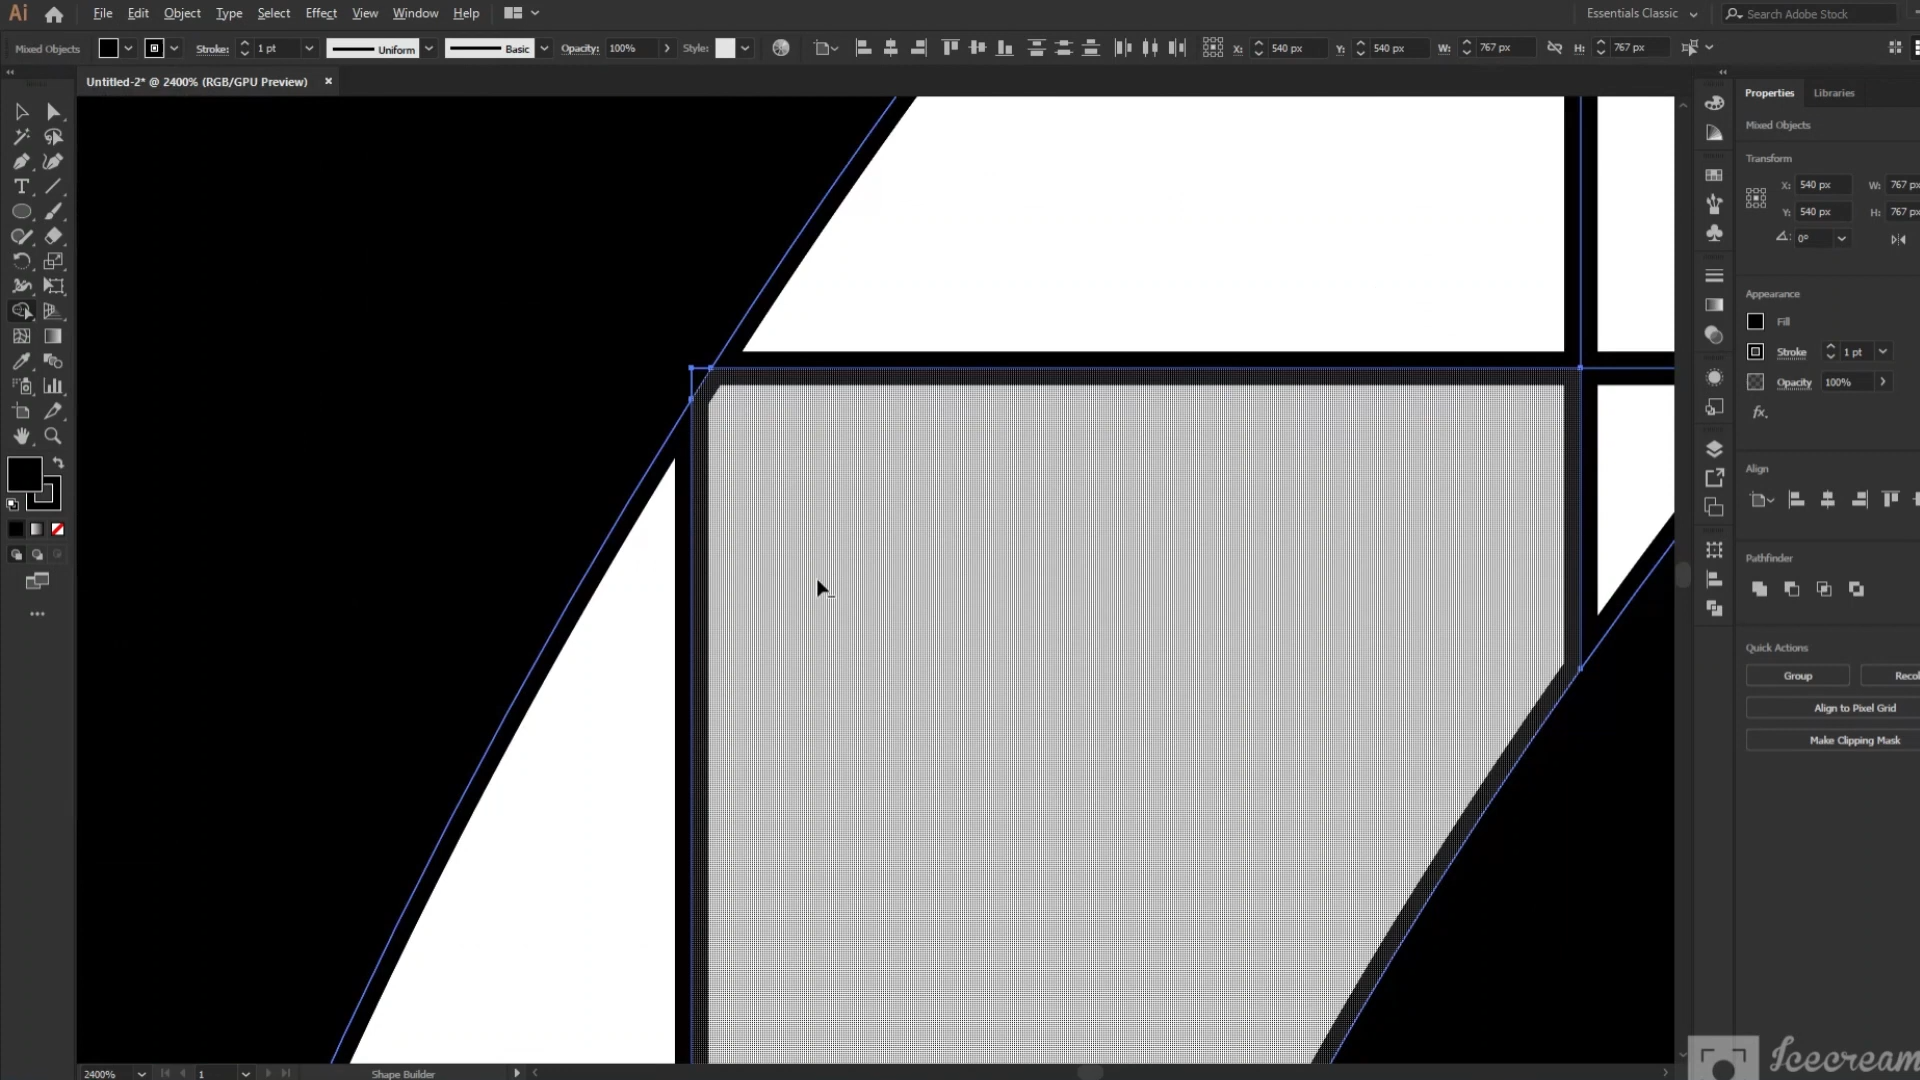 Ai File Edit Object Type Select Effect View Window Help Essentials Classic Search Adobe Stock
Mixed Objects Stroke: 1 pt Uniform Basic Opacity: 100% Style: X: 540 px Y: 540 px W: 767 px H: 767 px
Untitled-2* @ 2400% (RGB/GPU Preview) ×
Properties Libraries
Mixed Objects
Transform
X: 540 px W: 767 px
Y: 540 px H: 767 px
0°
Appearance
Fill
Stroke 1 pt
Opacity 100%
fx.
Align
Pathfinder
Quick Actions
Group Recol
Align to Pixel Grid
Make Clipping Mask
2400% 1 Shape Builder
Icecream